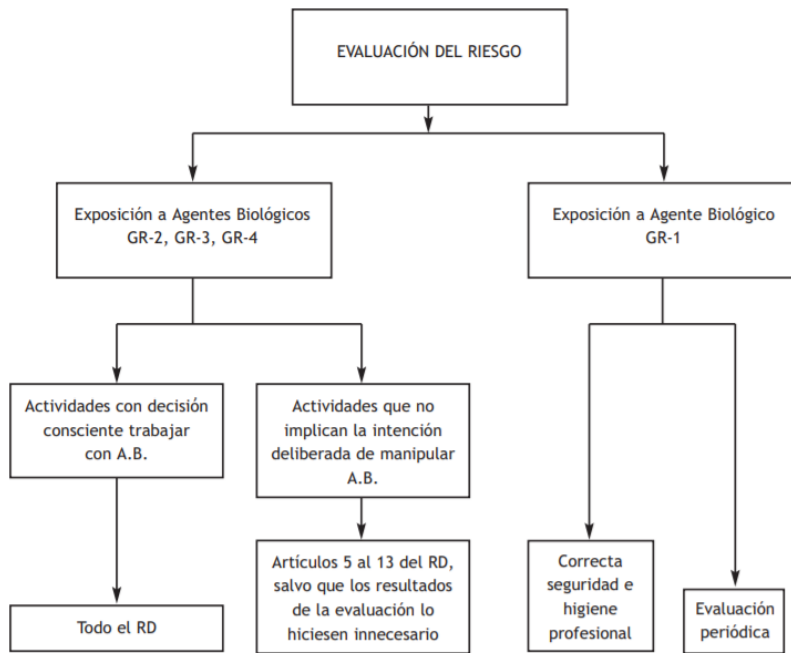 EVALUACIÓN DEL RIESGO
Exposición a Agentes Biológicos
GR-2, GR-3, GR-4
Exposición a Agente Biológico
GR-1
Actividades con decisión
consciente trabajar
con A.B.
Actividades que no
implican la intención
deliberada de manipular
A.B.
Todo el RD
Artículos 5 al 13 del RD,
salvo que los resultados
de la evaluación lo
hiciesen innecesario
Correcta
seguridad e
higiene
profesional
Evaluación
periódica